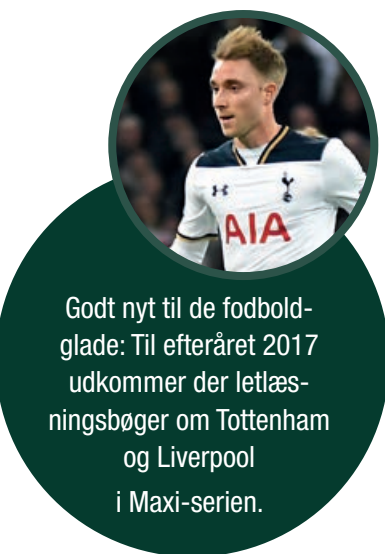 AIA
Godt nyt til de fodbold-
glade: Til efteråret 2017
udkommer der letlæs-
ningsbøger om Tottenham
og Liverpool
i Maxi-serien.